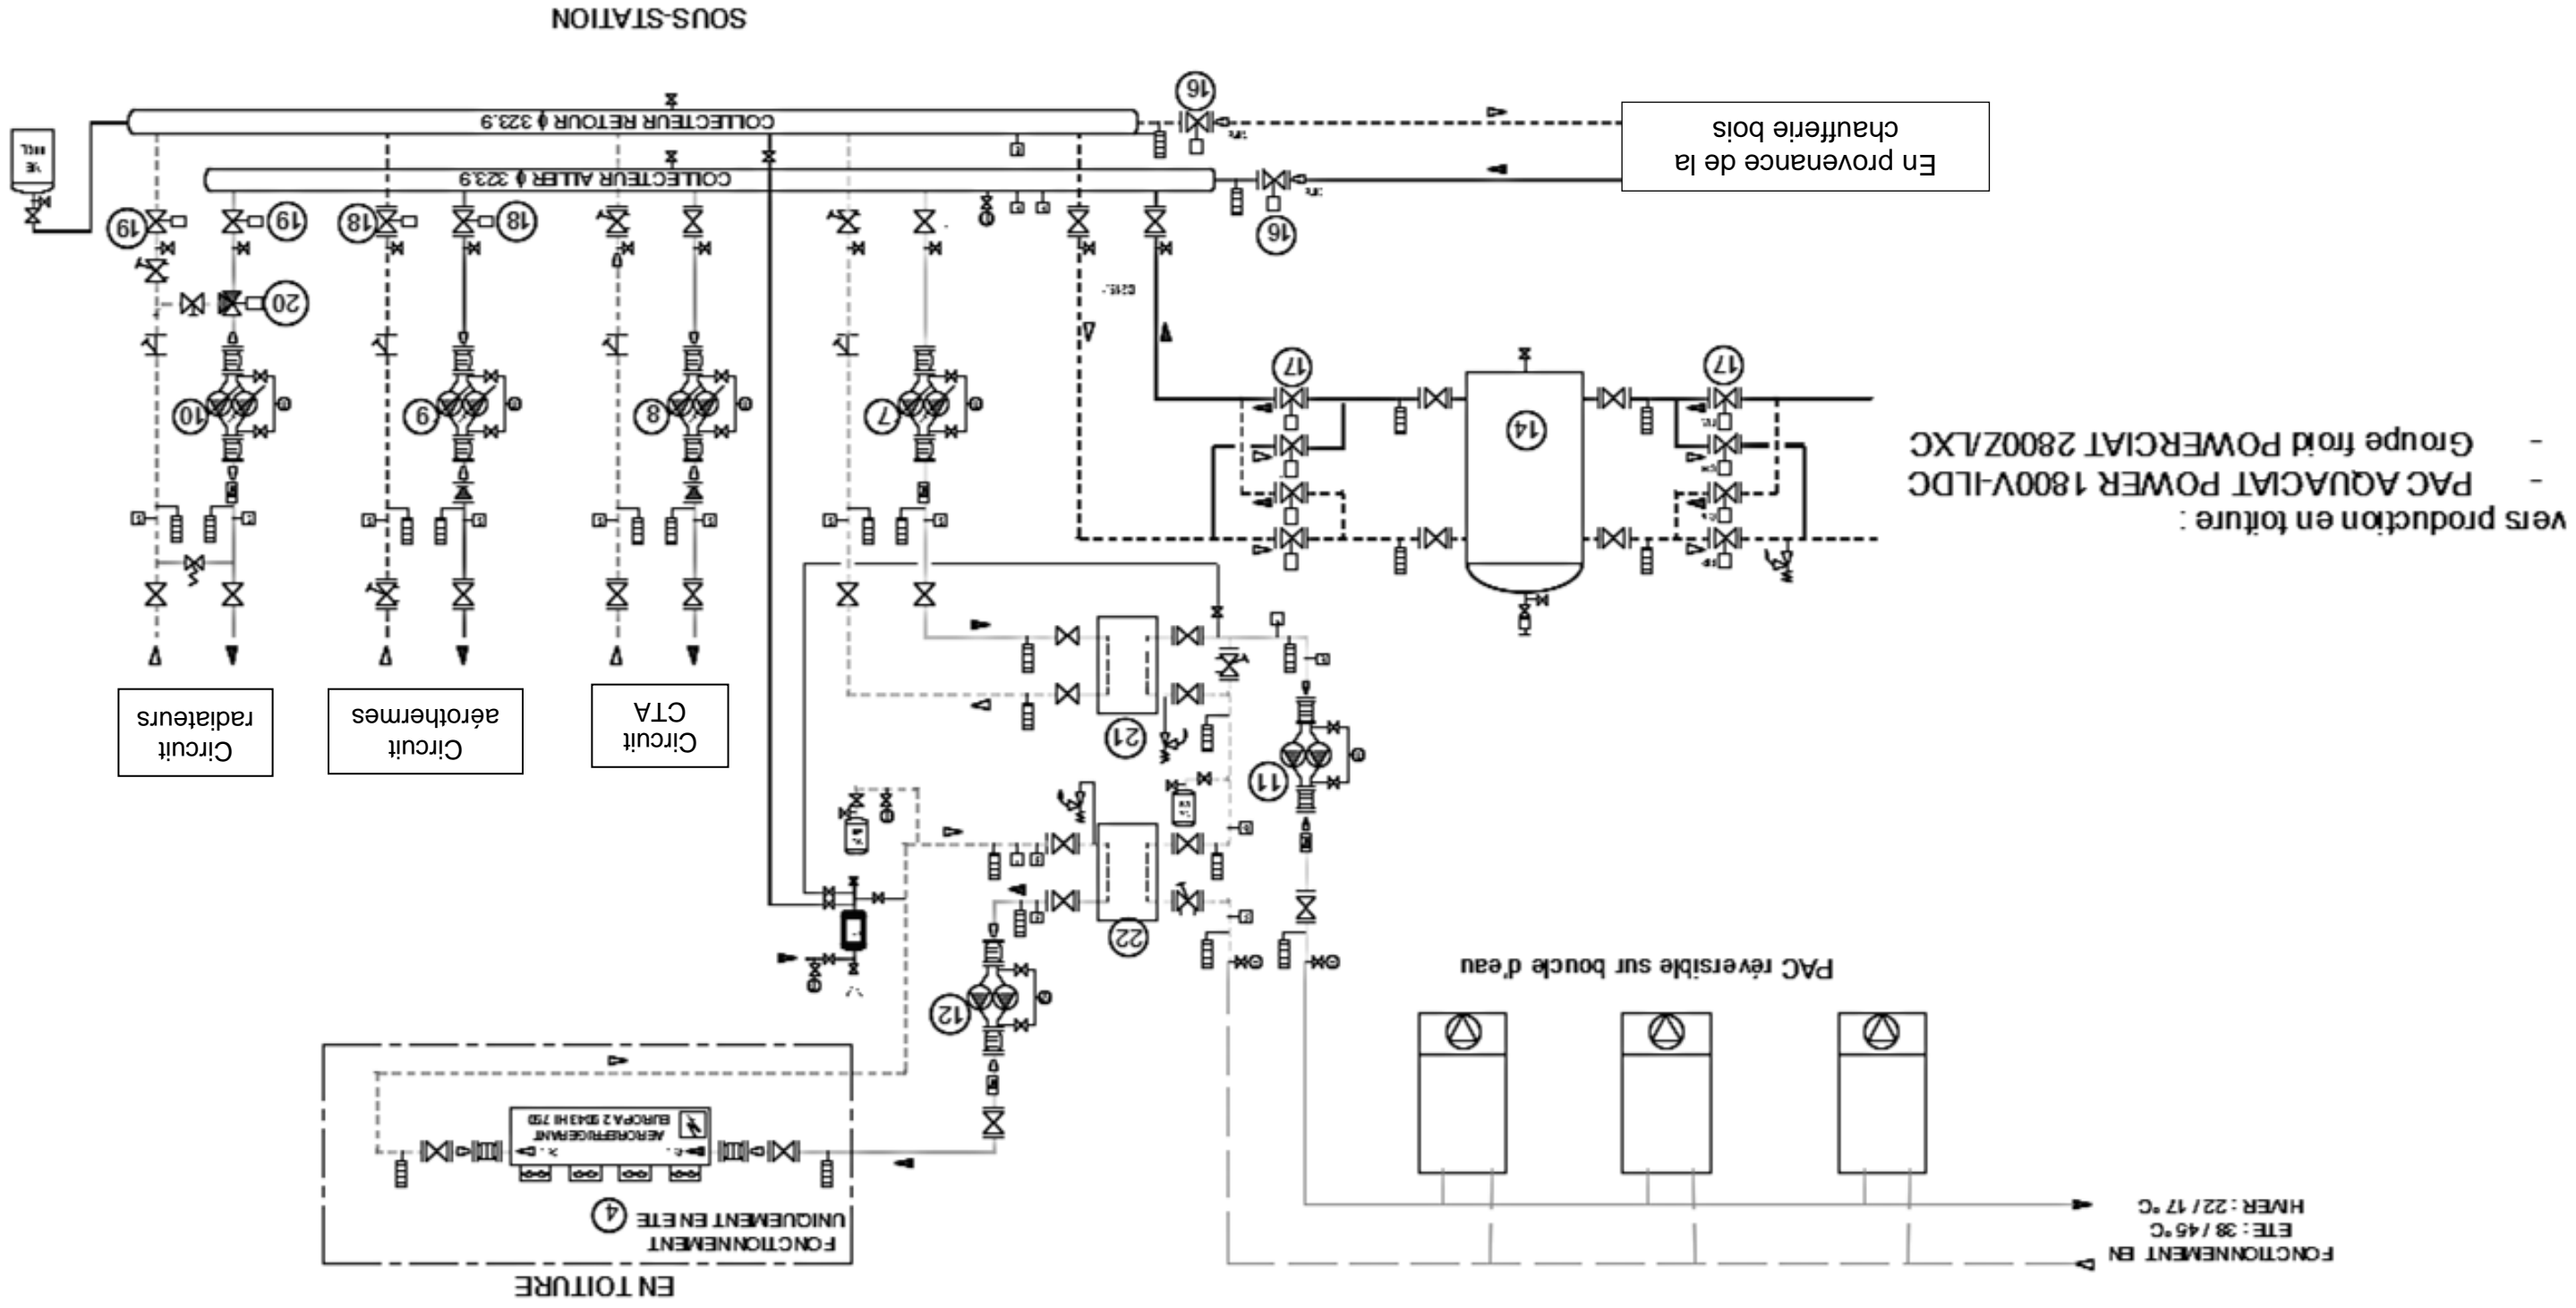 EN TOITURE
FONCTIONNEMENT EN
ETE : 38 / 45 °C
HIVER : 22 / 17 °C
FONCTIONNEMENT
UNIQUEMENT EN ETE
4
AEROREFRIGERANT
EUROPA 2
PAC réversible sur boucle d'eau
12
22
11
21
Circuit
CTA
Circuit
aérothermes
Circuit
radiateurs
vers production en toiture :
- PAC AQUACIAT POWER 1800V-ILDC
- Groupe froid POWERCIAT 2800Z/LXC
14
17
17
7
8
9
10
20
16
18
18
19
19
En provenance de la
chaufferie bois
COLLECTEUR ALLER ϕ 323.9
COLLECTEUR RETOUR ϕ 323.9
VE
16
SOUS-STATION